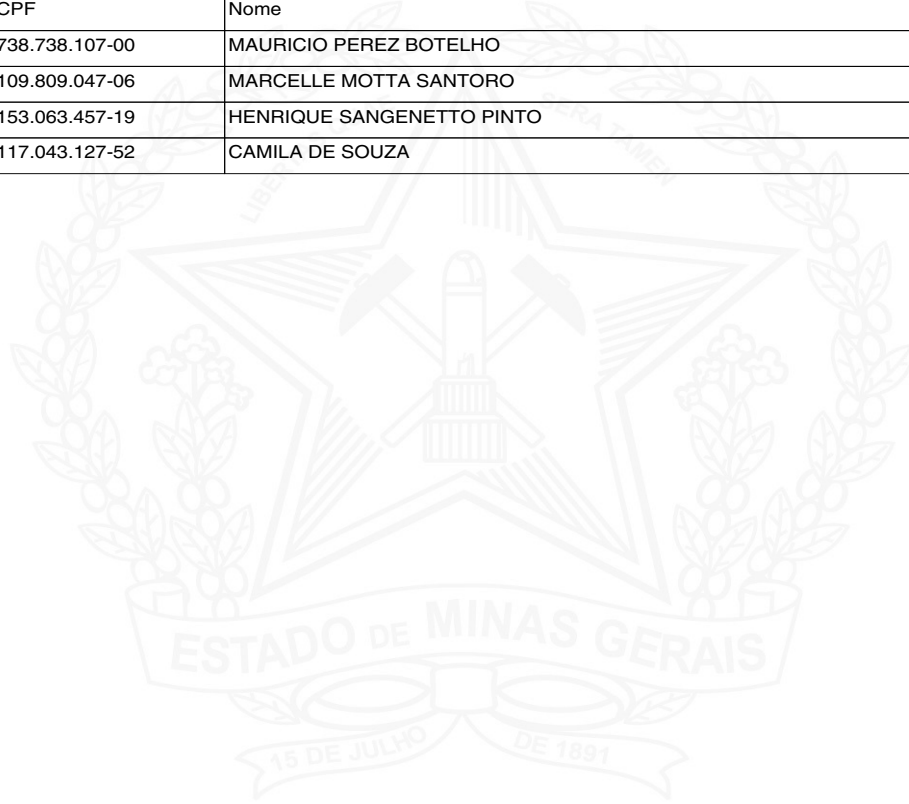 CPF Nome
738.738.107-00 MAURICIO PEREZ BOTELHO
109.809.047-06 MARCELLE MOTTA SANTORO
153.063.457-19 HENRIQUE SANGENETTO PINTO
117.043.127-52 CAMILA DE SOUZA
SERA TAMEN
ESTADO DE MINAS GERAIS
15 DE JULHO DE 1891